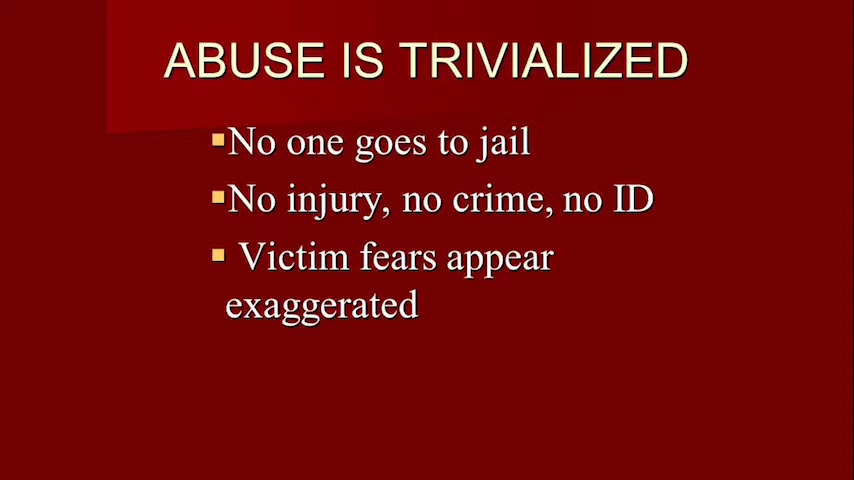 ABUSE IS TRIVIALIZED
▪No one goes to jail
▪No injury, no crime, no ID
▪ Victim fears appear
exaggerated